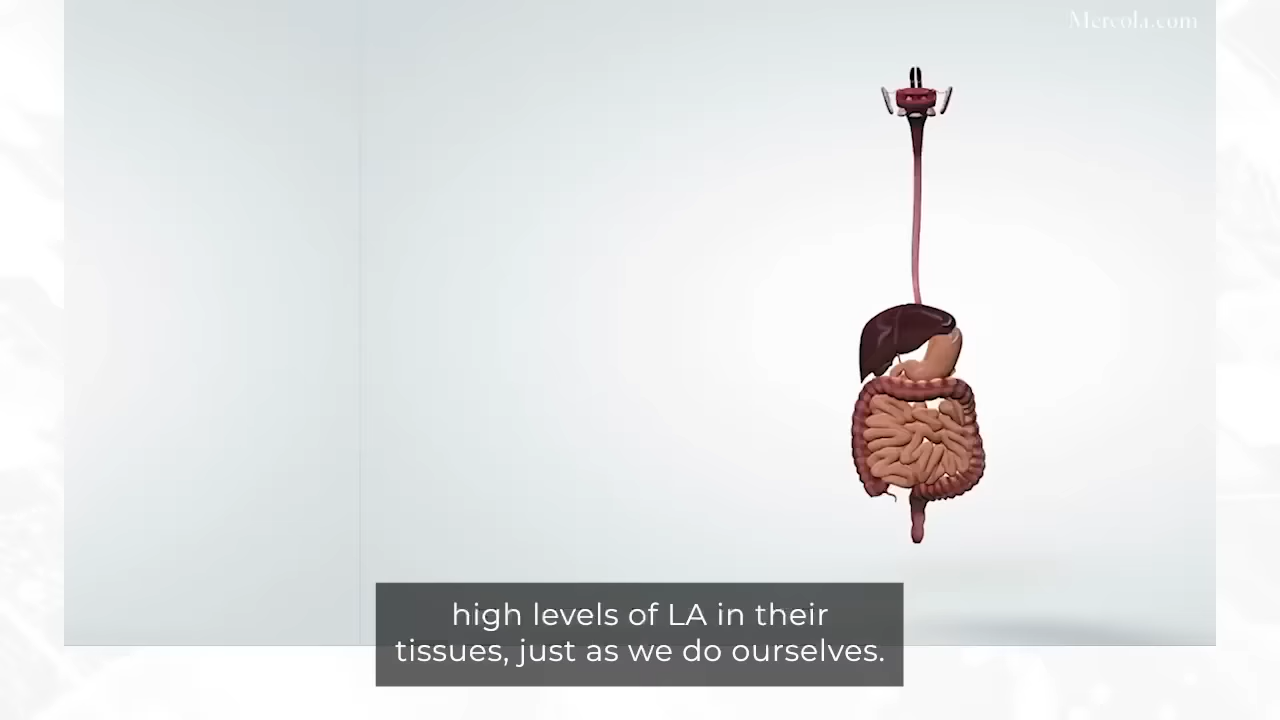 Mercola.com
high levels of LA in their
tissues, just as we do ourselves.